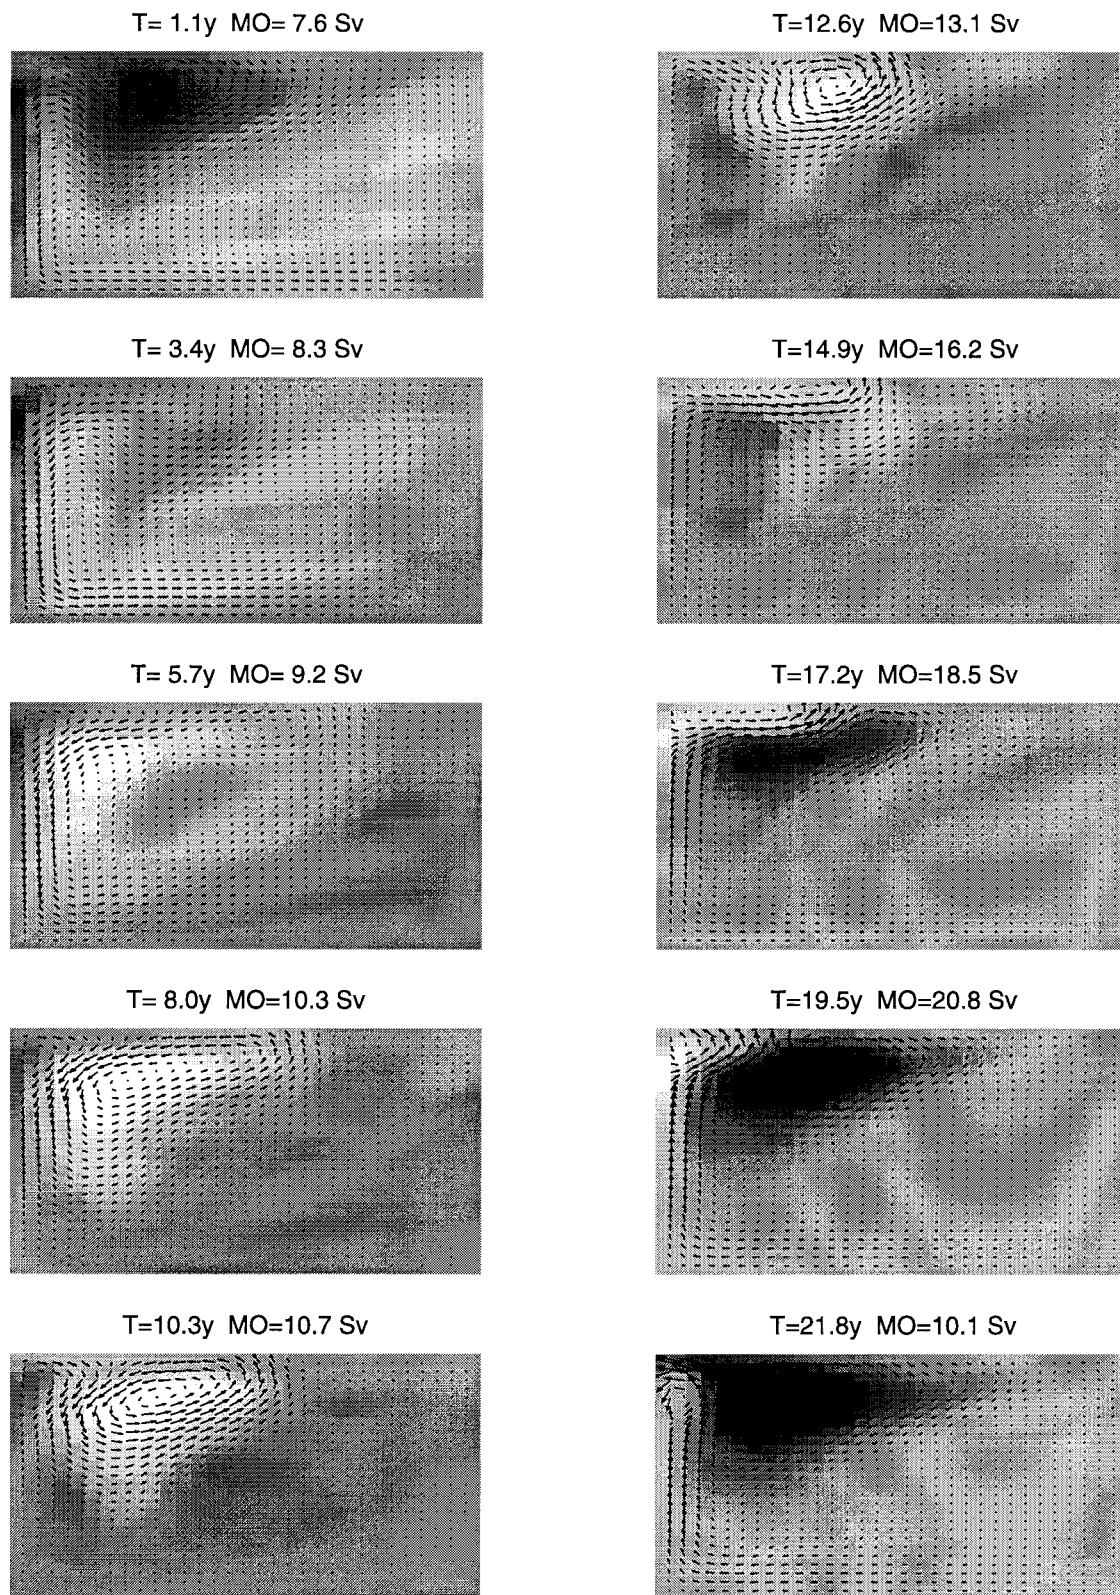 T= 1.1y MO= 7.6 Sv
T=12.6y MO=13.1 Sv
T= 3.4y MO= 8.3 Sv
T=14.9y MO=16.2 Sv
T= 5.7y MO= 9.2 Sv
T=17.2y MO=18.5 Sv
T= 8.0y MO=10.3 Sv
T=19.5y MO=20.8 Sv
T=10.3y MO=10.7 Sv
T=21.8y MO=10.1 Sv